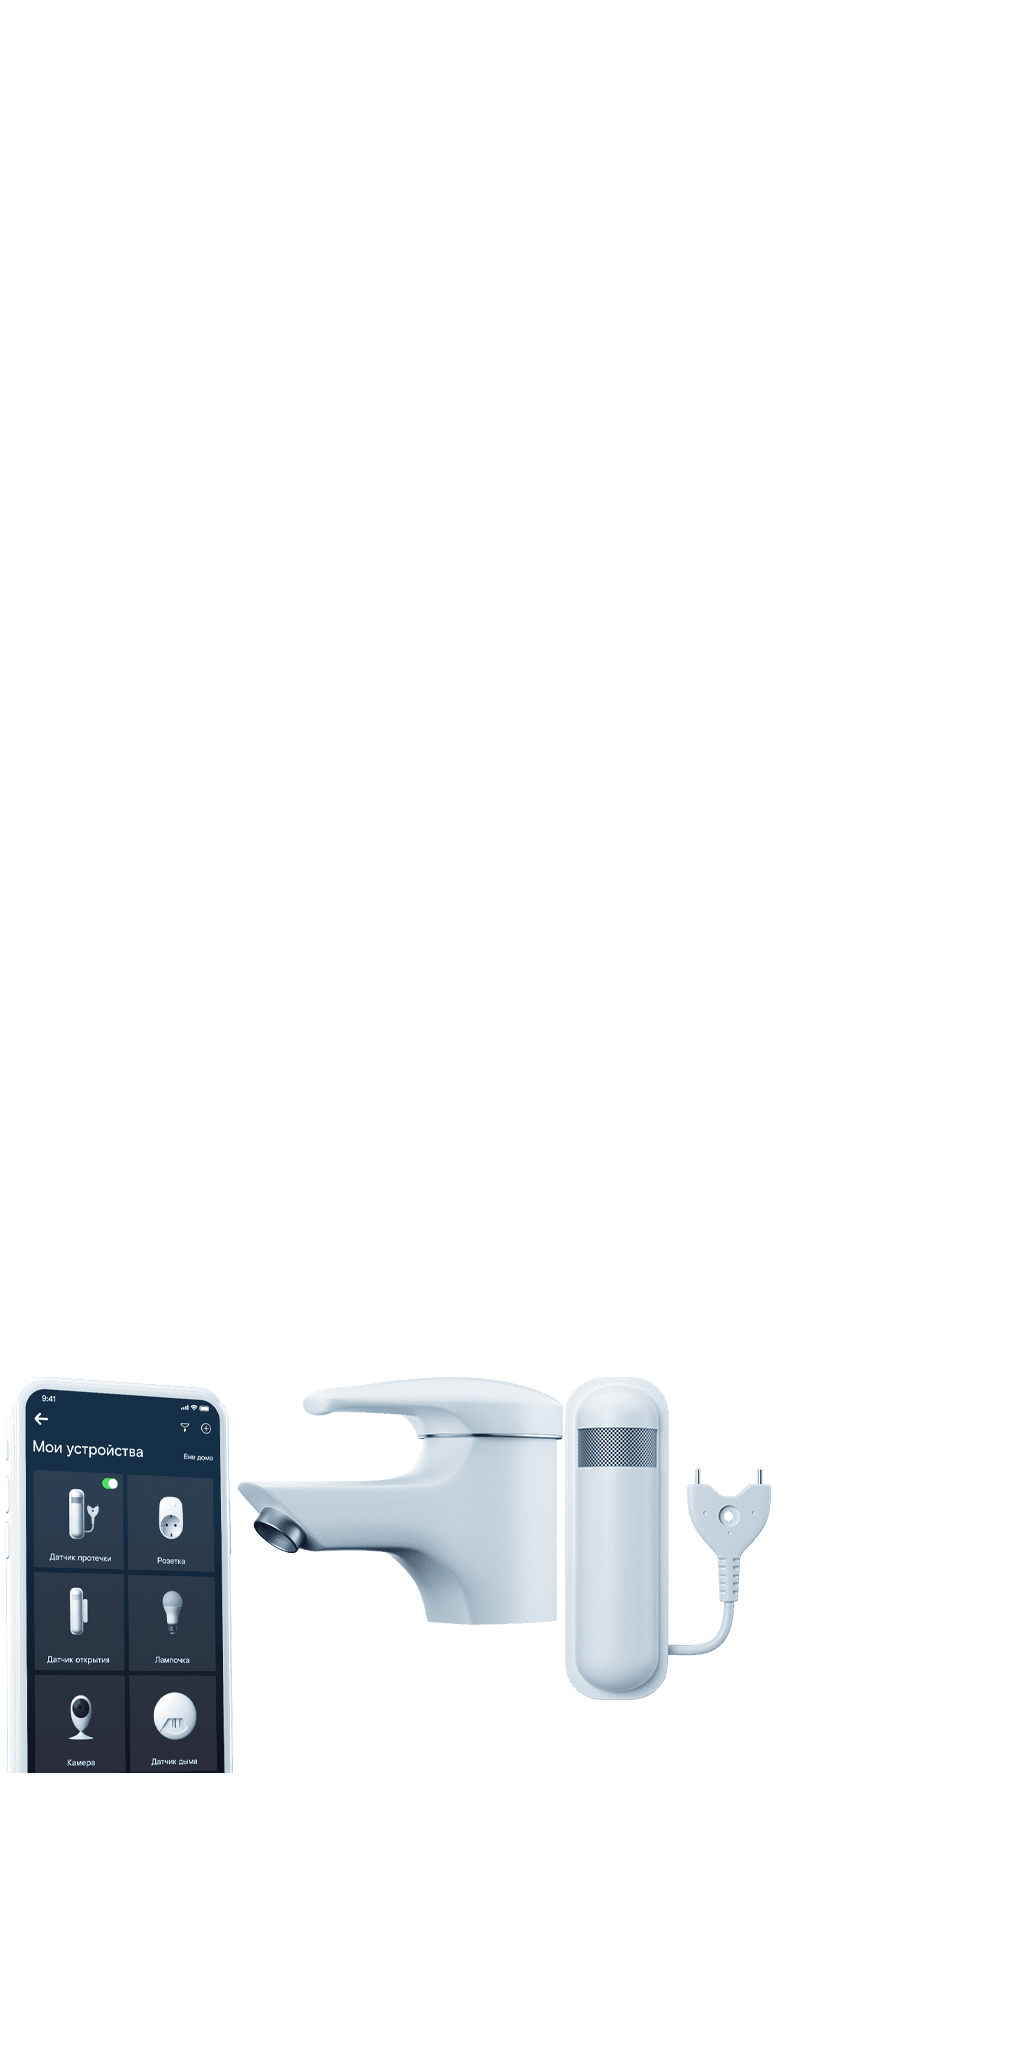 9:41
Мои устройства
Вне дома
Датчик протечки
Розетка
Датчик открытия
Лампочка
Камера
Датчик дыма